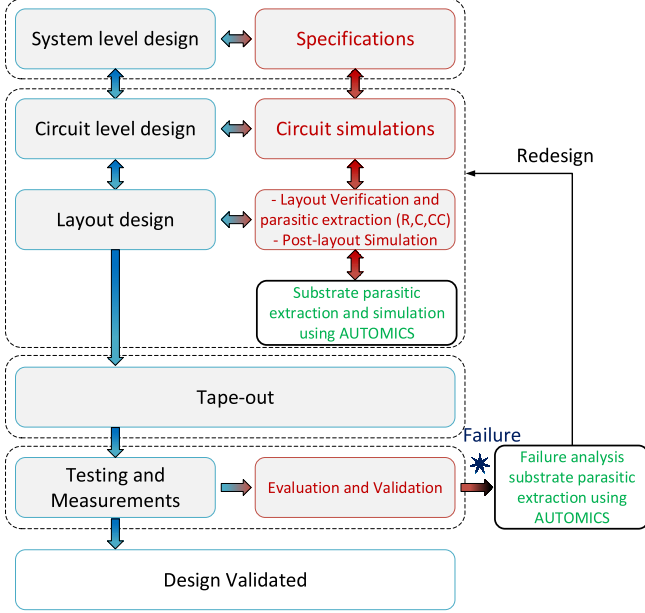 System level design
Specifications
Circuit level design
Circuit simulations
Redesign
Layout design
- Layout Verification and
parasitic extraction (R,C,CC)
- Post-layout Simulation
Substrate parasitic
extraction and simulation
using AUTOMICS
Tape-out
Failure
Testing and
Measurements
Evaluation and Validation
Failure analysis
substrate parasitic
extraction using
AUTOMICS
Design Validated